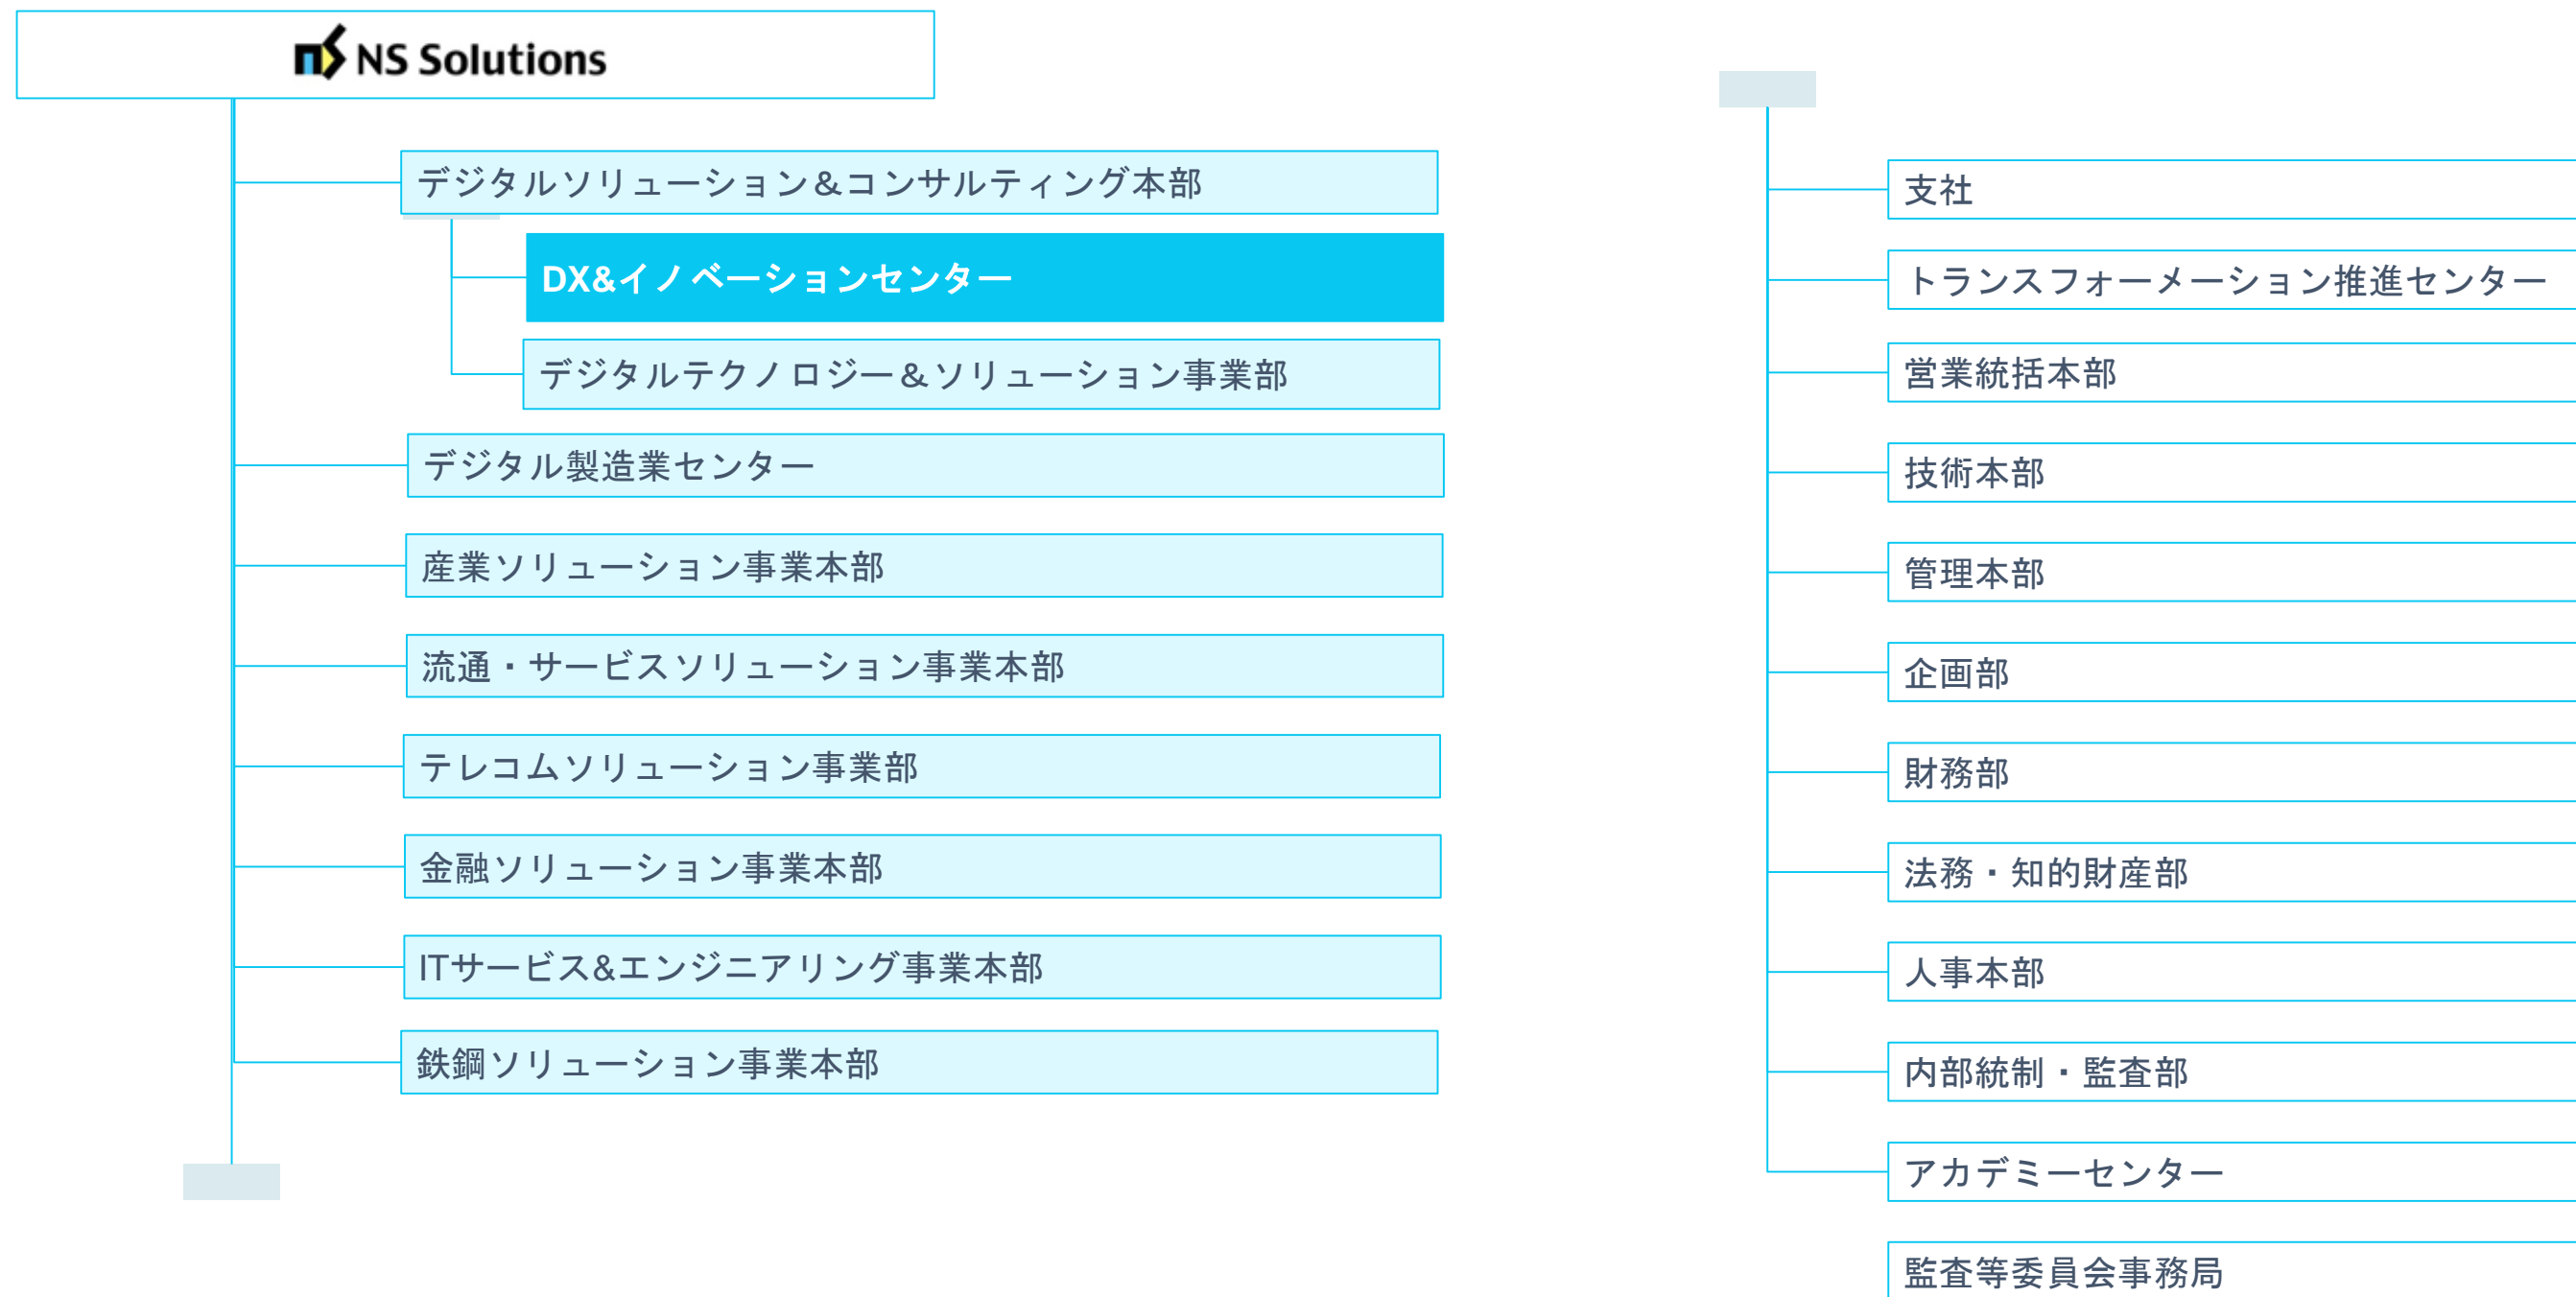 NS Solutions
デジタルソリューション＆コンサルティング本部
DX&イノベーションセンター
デジタルテクノロジー＆ソリューション事業部
デジタル製造業センター
産業ソリューション事業本部
流通・サービスソリューション事業本部
テレコムソリューション事業部
金融ソリューション事業本部
ITサービス&エンジニアリング事業本部
鉄鋼ソリューション事業本部
支社
トランスフォーメーション推進センター
営業統括本部
技術本部
管理本部
企画部
財務部
法務・知的財産部
人事本部
内部統制・監査部
アカデミーセンター
監査等委員会事務局